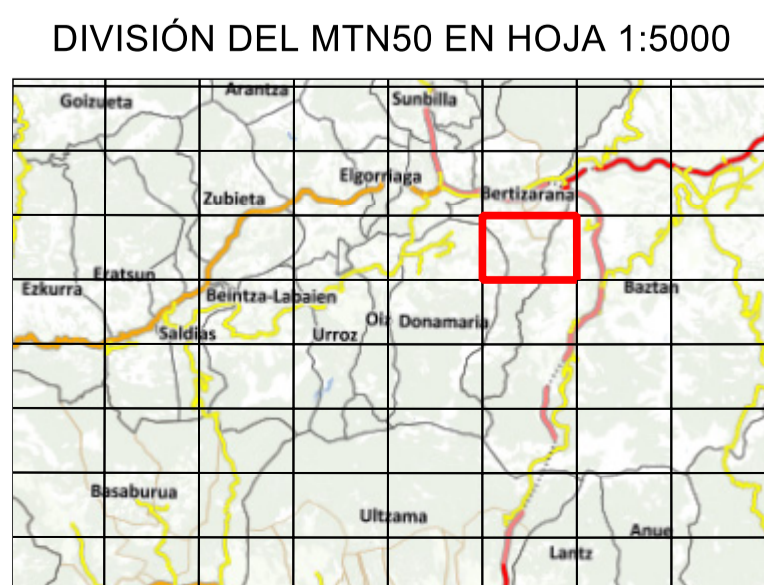 DIVISIÓN DEL MTN50 EN HOJA 1:5000
Arantza
Goizueta
Sunbilla
Elgorriaga
Zubieta
Bertizarana
Eratsun
Ezkurra
Beintza-Labaien
Baztan
Saldias
Urroz
Oiz
Donamaria
Basaburua
Ultzama
Anue
Lantz